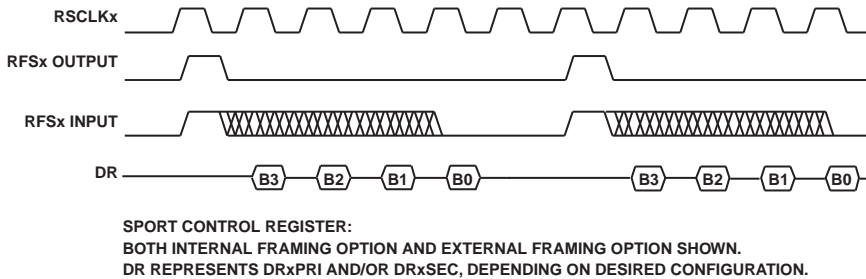 RSCLKx
RFSx OUTPUT
RFSx INPUT
DR B3 B2 B1 B0 B3 B2 B1 B0
SPORT CONTROL REGISTER:
BOTH INTERNAL FRAMING OPTION AND EXTERNAL FRAMING OPTION SHOWN.
DR REPRESENTS DRxPRI AND/OR DRxSEC, DEPENDING ON DESIRED CONFIGURATION.